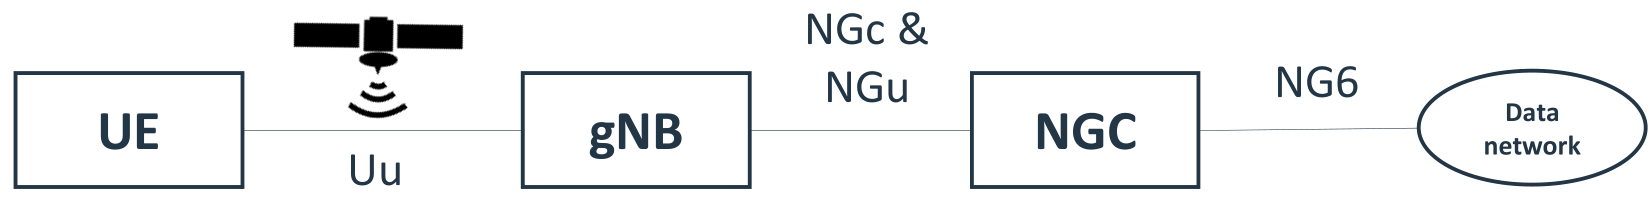 UE
Uu
gNB
NGc &
NGu
NGC
NG6
Data
network